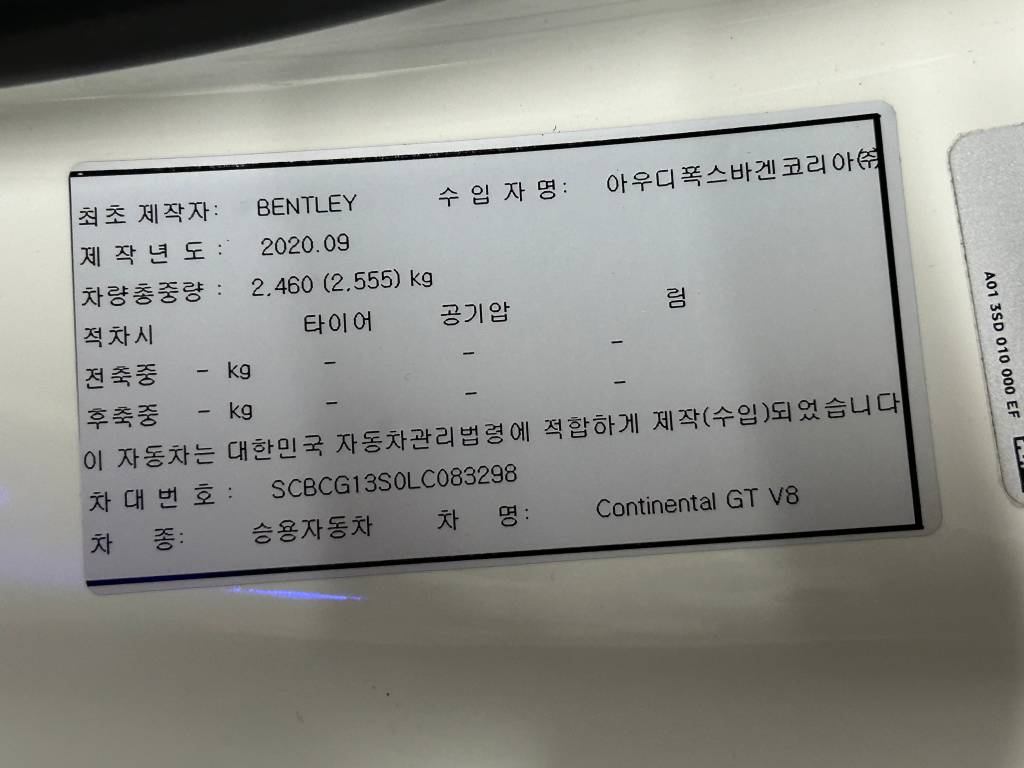 최초 제작자: BENTLEY 수 입 자 명: 아우디폭스바겐코리아㈜
제 작 년 도 : 2020.09
차량총중량 : 2,460 (2,555) kg
적차시 타이어 공기압 림
전축중 - kg - - -
후축중 - kg - - -
이 자동차는 대한민국 자동차관리법령에 적합하게 제작(수입)되었습니다
차 대 번 호 : SCBCG13S0LC083298
차 종: 승용자동차 차 명: Continental GT V8
A01 3SD 010 000 EF